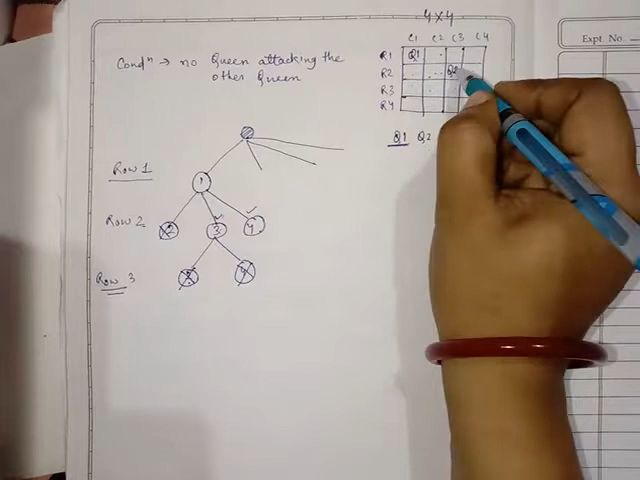 4x4
Condⁿ → no Queen attacking the
other Queen
C1 C2 C3 C4
R1 Q1
R2 Q2
R3
R4
Q1 Q2
Row 1
1
Row 2
2 3 4
Row 3
2 4
Expt. No.